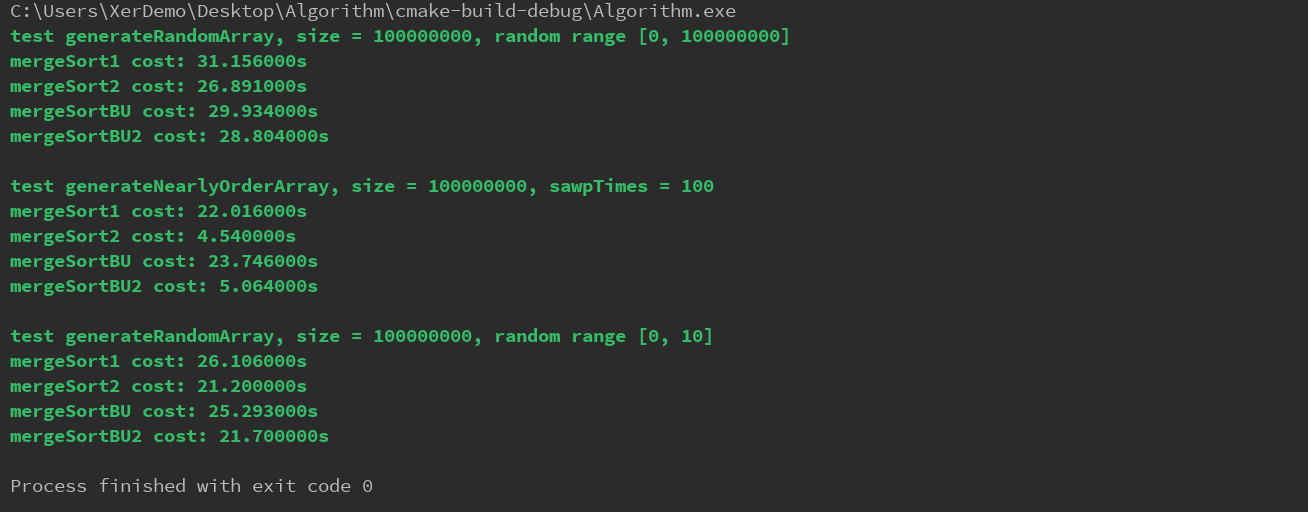 C:\Users\XerDemo\Desktop\Algorithm\cmake-build-debug\Algorithm.exe
test generateRandomArray, size = 100000000, random range [0, 100000000]
mergeSort1 cost: 31.156000s
mergeSort2 cost: 26.891000s
mergeSortBU cost: 29.934000s
mergeSortBU2 cost: 28.804000s
test generateNearlyOrderArray, size = 100000000, sawpTimes = 100
mergeSort1 cost: 22.016000s
mergeSort2 cost: 4.540000s
mergeSortBU cost: 23.746000s
mergeSortBU2 cost: 5.064000s
test generateRandomArray, size = 100000000, random range [0, 10]
mergeSort1 cost: 26.106000s
mergeSort2 cost: 21.200000s
mergeSortBU cost: 25.293000s
mergeSortBU2 cost: 21.700000s
Process finished with exit code 0